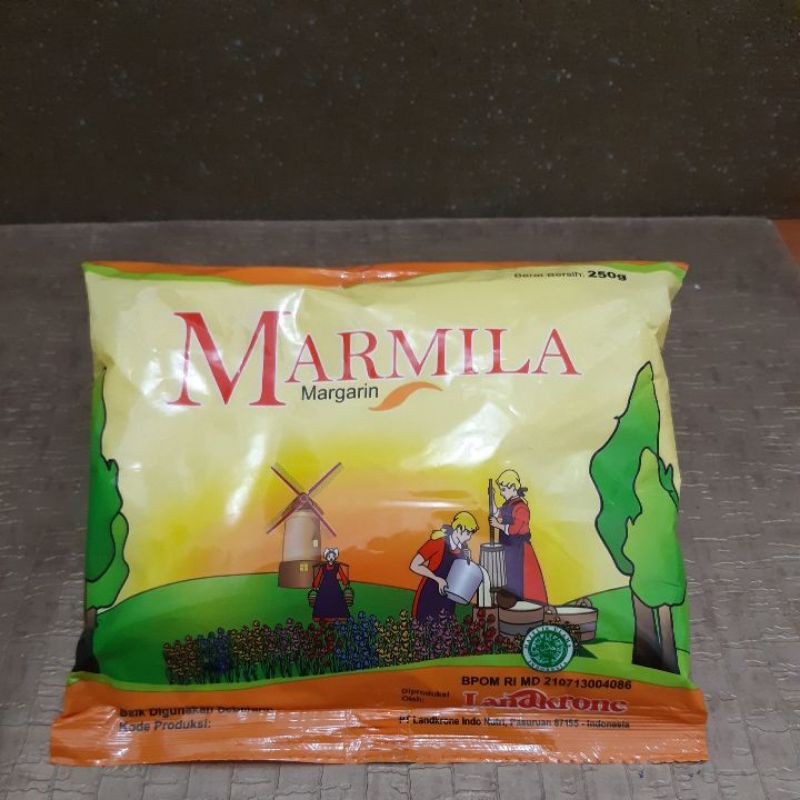 Berat Bersih: 250g
MARMILA
Margarin
BPOM RI MD 210713004086
Diproduksi Oleh:
Landkrone
PT Landkrone Indo Nutri, Pasuruan 67155 - Indonesia
Baik Digunakan Sebelum:
Kode Produksi: